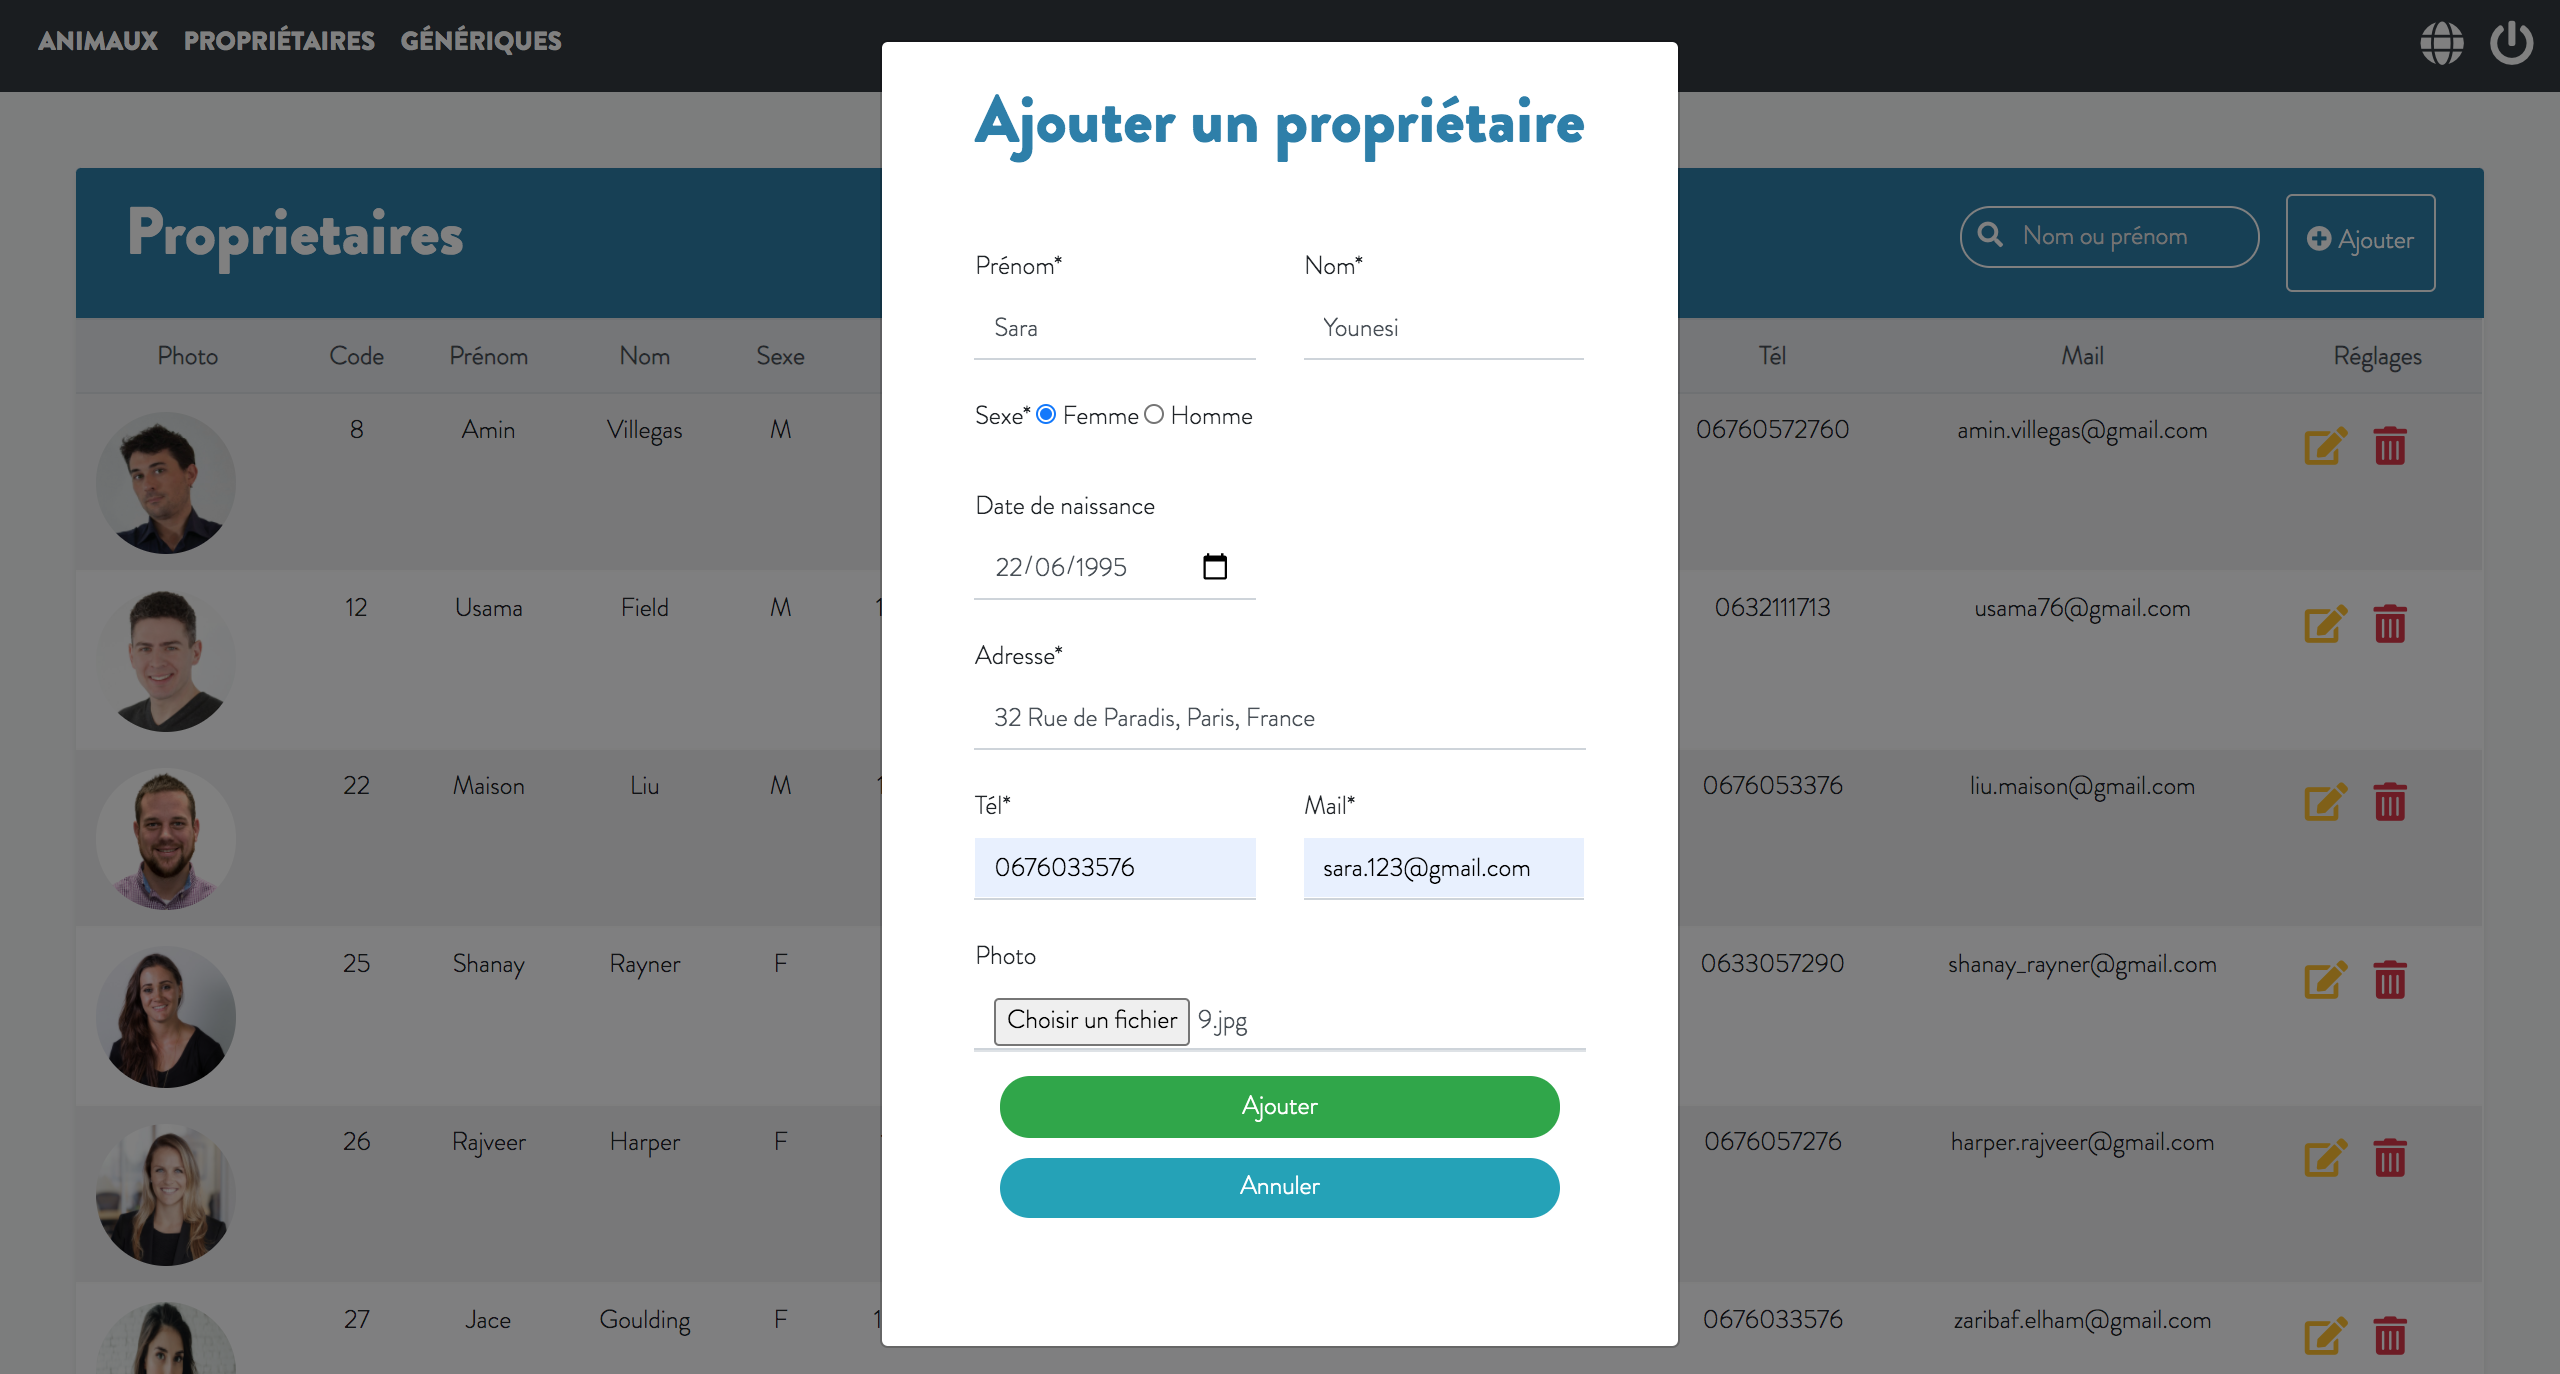 ANIMAUX PROPRIÉTAIRES GÉNÉRIQUES
Ajouter un propriétaire
Prénom* Nom*
Sara Younesi
Sexe* Femme Homme
Date de naissance
22/06/1995
Adresse*
32 Rue de Paradis, Paris, France
Tél* Mail*
0676033576 sara.123@gmail.com
Photo
Choisir un fichier 9.jpg
Ajouter
Annuler
Proprietaires Nom ou prénom Ajouter
Photo Code Prénom Nom Sexe Tél Mail Réglages
8 Amin Villegas M 06760572760 amin.villegas@gmail.com
12 Usama Field M 1 0632111713 usama76@gmail.com
22 Maison Liu M 1 0676053376 liu.maison@gmail.com
25 Shanay Rayner F 0633057290 shanay_rayner@gmail.com
26 Rajveer Harper F 0676057276 harper.rajveer@gmail.com
27 Jace Goulding F 1 0676033576 zaribaf.elham@gmail.com